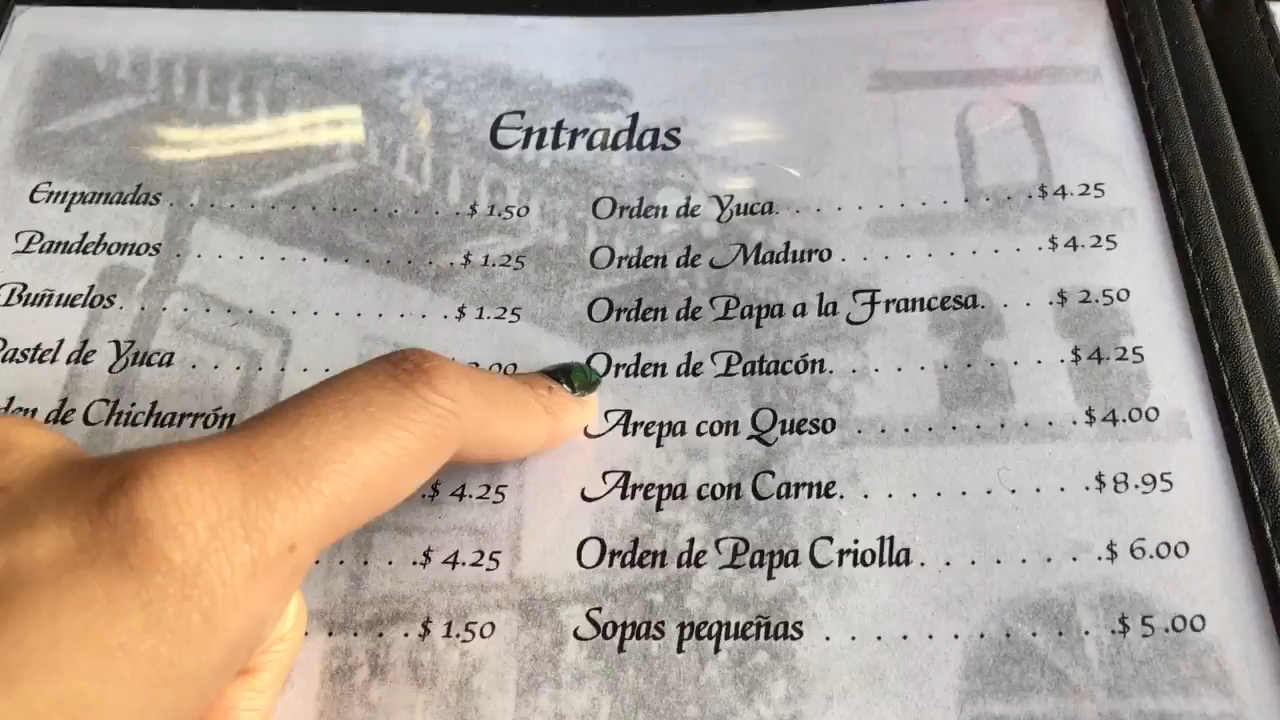 Entradas
Empanadas . . . . . . . . . . . . . . . $ 1.50
Pandebonos . . . . . . . . . . . . . . $ 1.25
Buñuelos. . . . . . . . . . . . . . . . . $ 1.25
Pastel de Yuca . . . . . . .
de Chicharrón
$ 4.25
. . . . . .$ 4.25
. . . . . $ 1.50
Orden de Yuca. . . . . . . . . . . . .$4.25
Orden de Maduro . . . . . . . . . .$4.25
Orden de Papa a la Francesa. . . .$ 2.50
Orden de Patacón. . . . . . . . . . .$4.25
Arepa con Queso . . . . . . . . . . $4.00
Arepa con Carne. . . . . . . . . . .$8.95
Orden de Papa Criolla. . . . . . . .$ 6.00
Sopas pequeñas . . . . . . . . . . . .$ 5.00